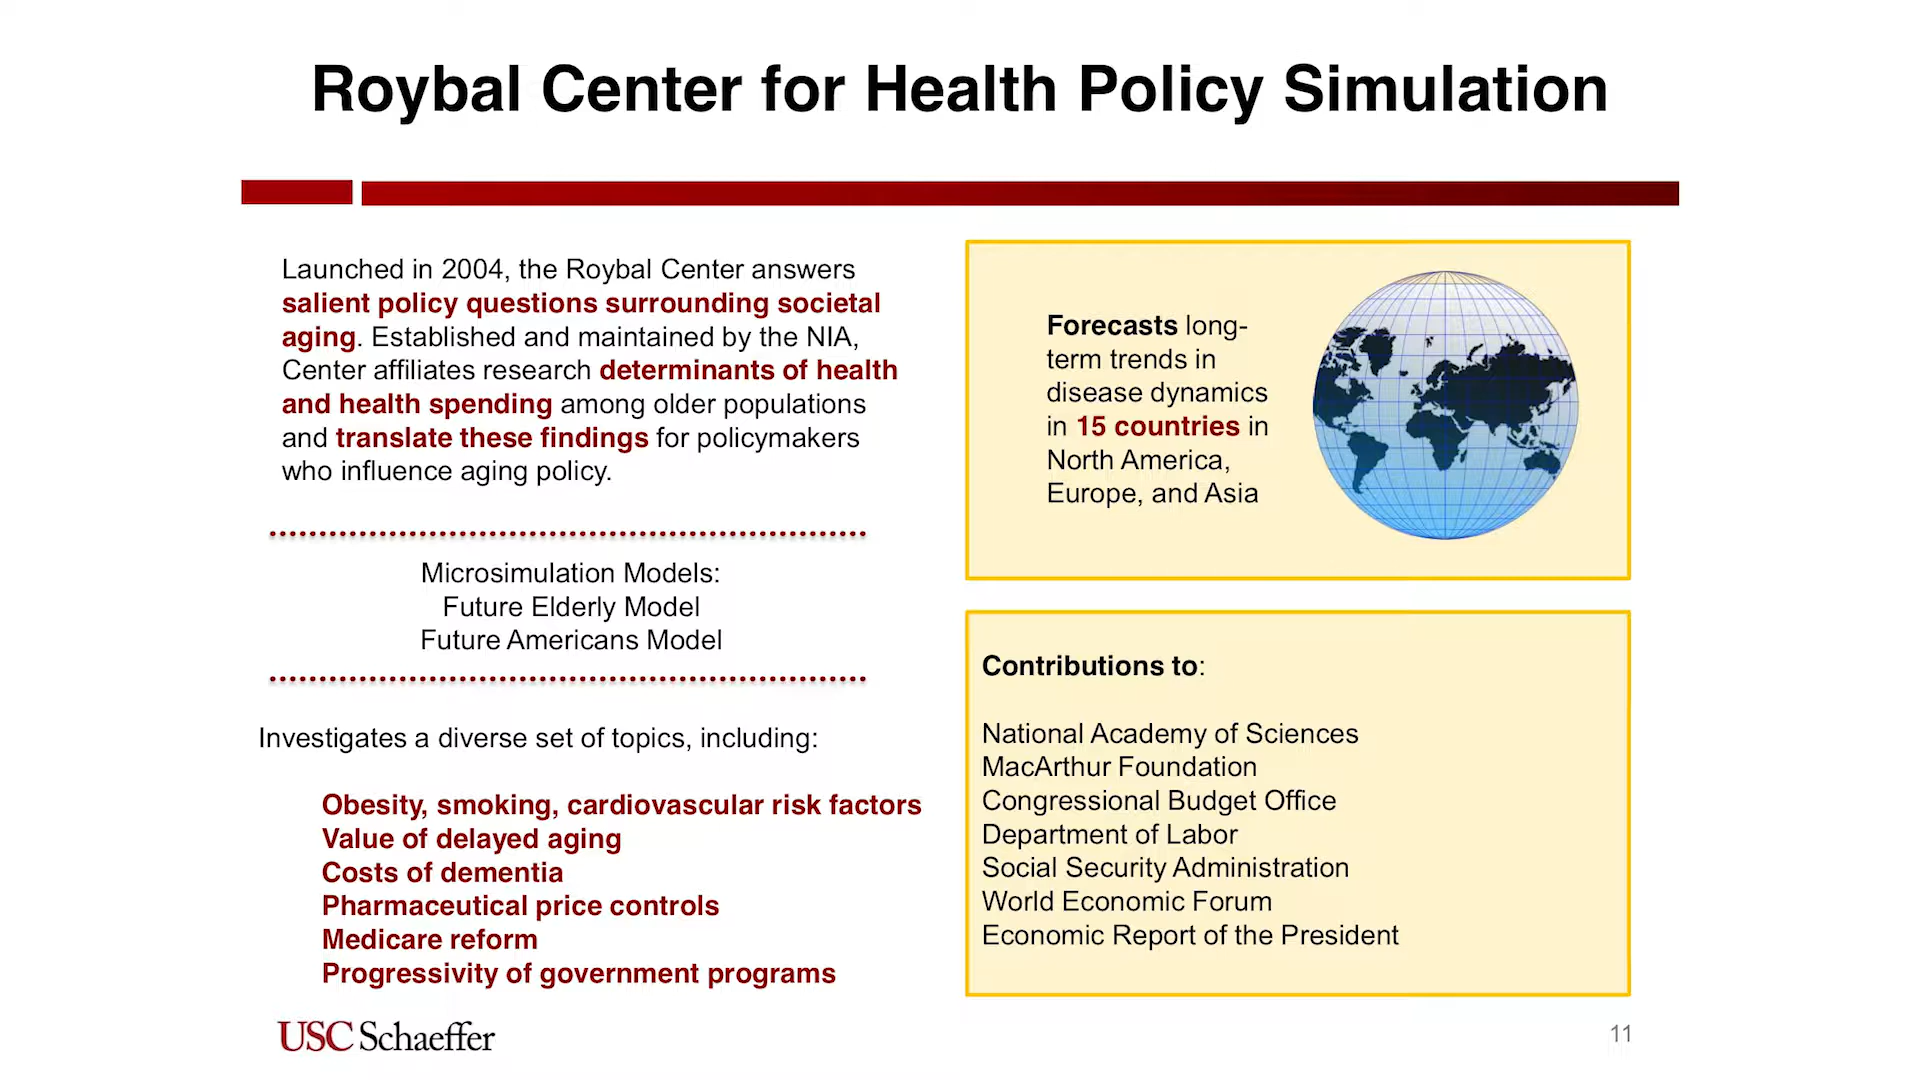 Roybal Center for Health Policy Simulation
Launched in 2004, the Roybal Center answers
salient policy questions surrounding societal
aging. Established and maintained by the NIA,
Center affiliates research determinants of health
and health spending among older populations
and translate these findings for policymakers
who influence aging policy.
Microsimulation Models:
Future Elderly Model
Future Americans Model
Investigates a diverse set of topics, including:
Obesity, smoking, cardiovascular risk factors
Value of delayed aging
Costs of dementia
Pharmaceutical price controls
Medicare reform
Progressivity of government programs
Forecasts long-
term trends in
disease dynamics
in 15 countries in
North America,
Europe, and Asia
Contributions to:
National Academy of Sciences
MacArthur Foundation
Congressional Budget Office
Department of Labor
Social Security Administration
World Economic Forum
Economic Report of the President
USC Schaeffer
11